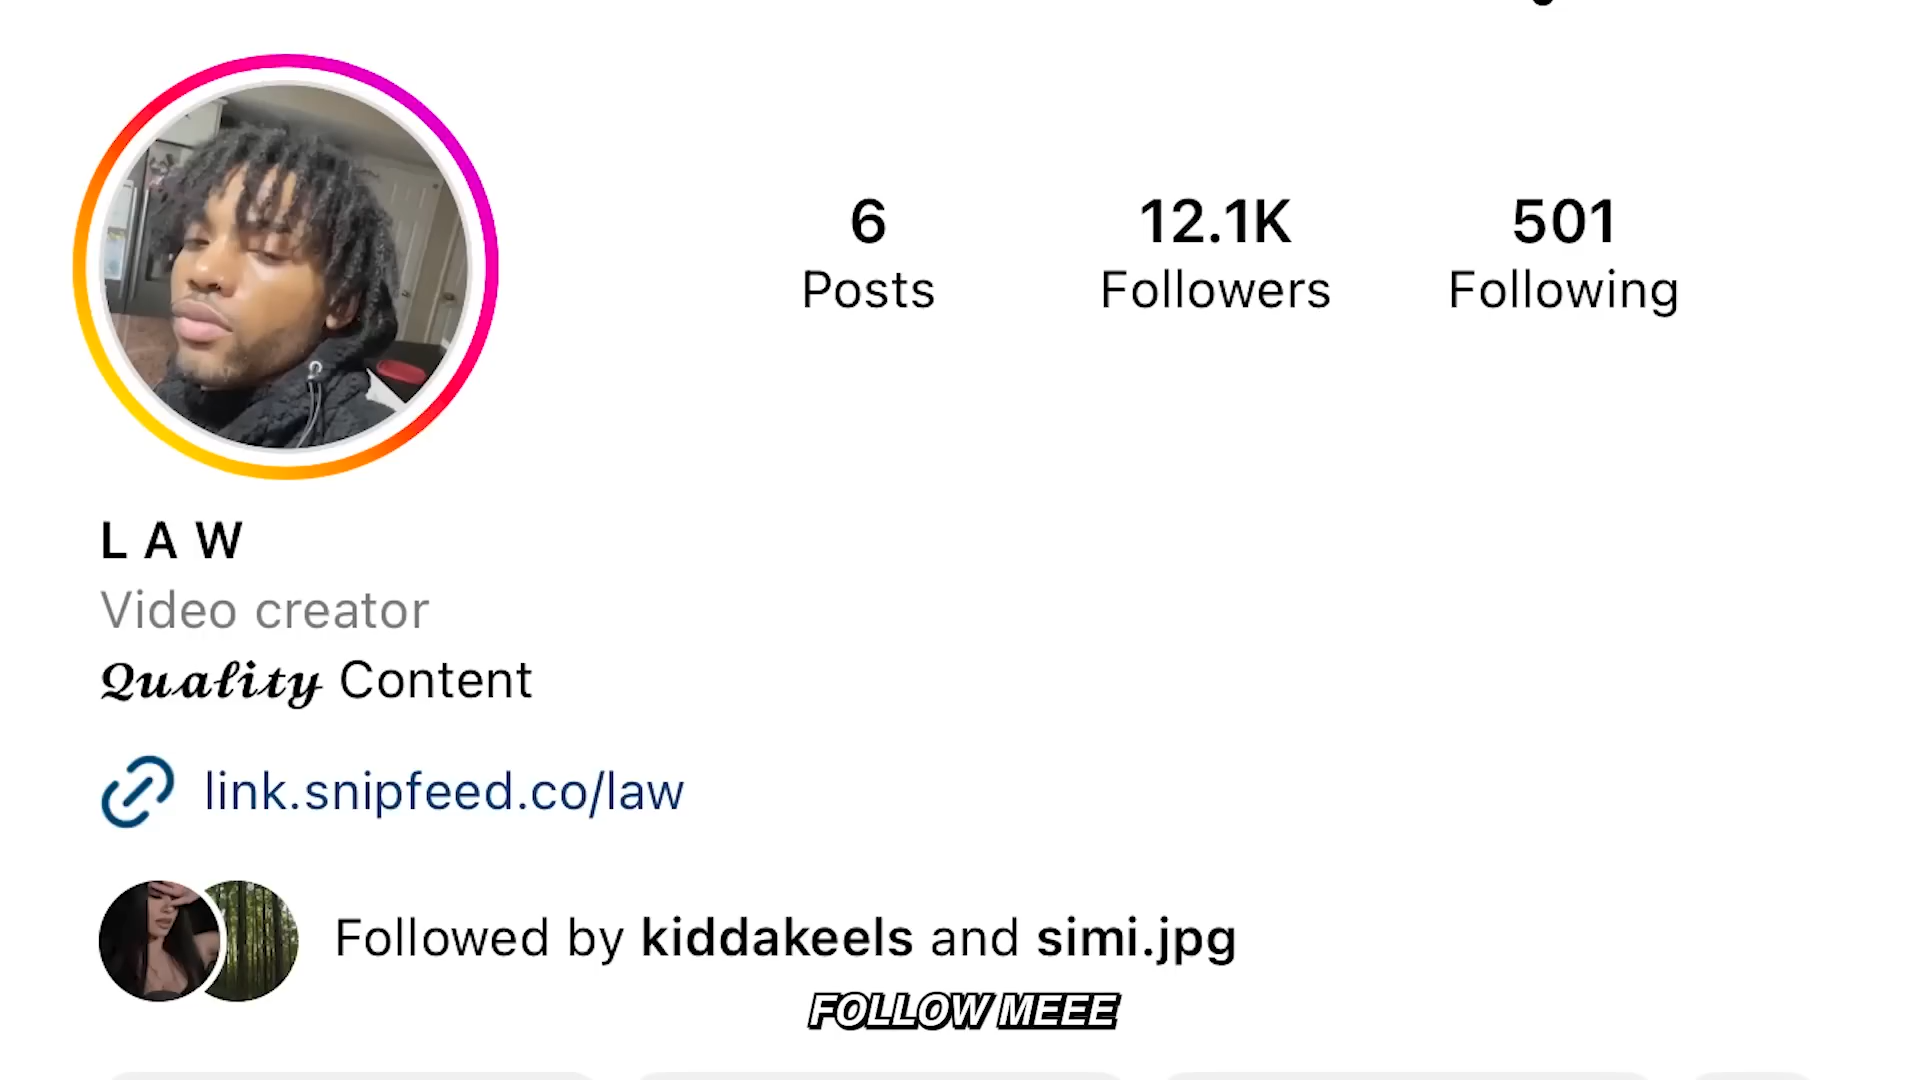 6
Posts
12.1K
Followers
501
Following
L A W
Video creator
𝓠𝓾𝓪𝓵𝓲𝓽𝔂 Content
link.snipfeed.co/law
Followed by kiddakeels and simi.jpg
FOLLOW MEEE